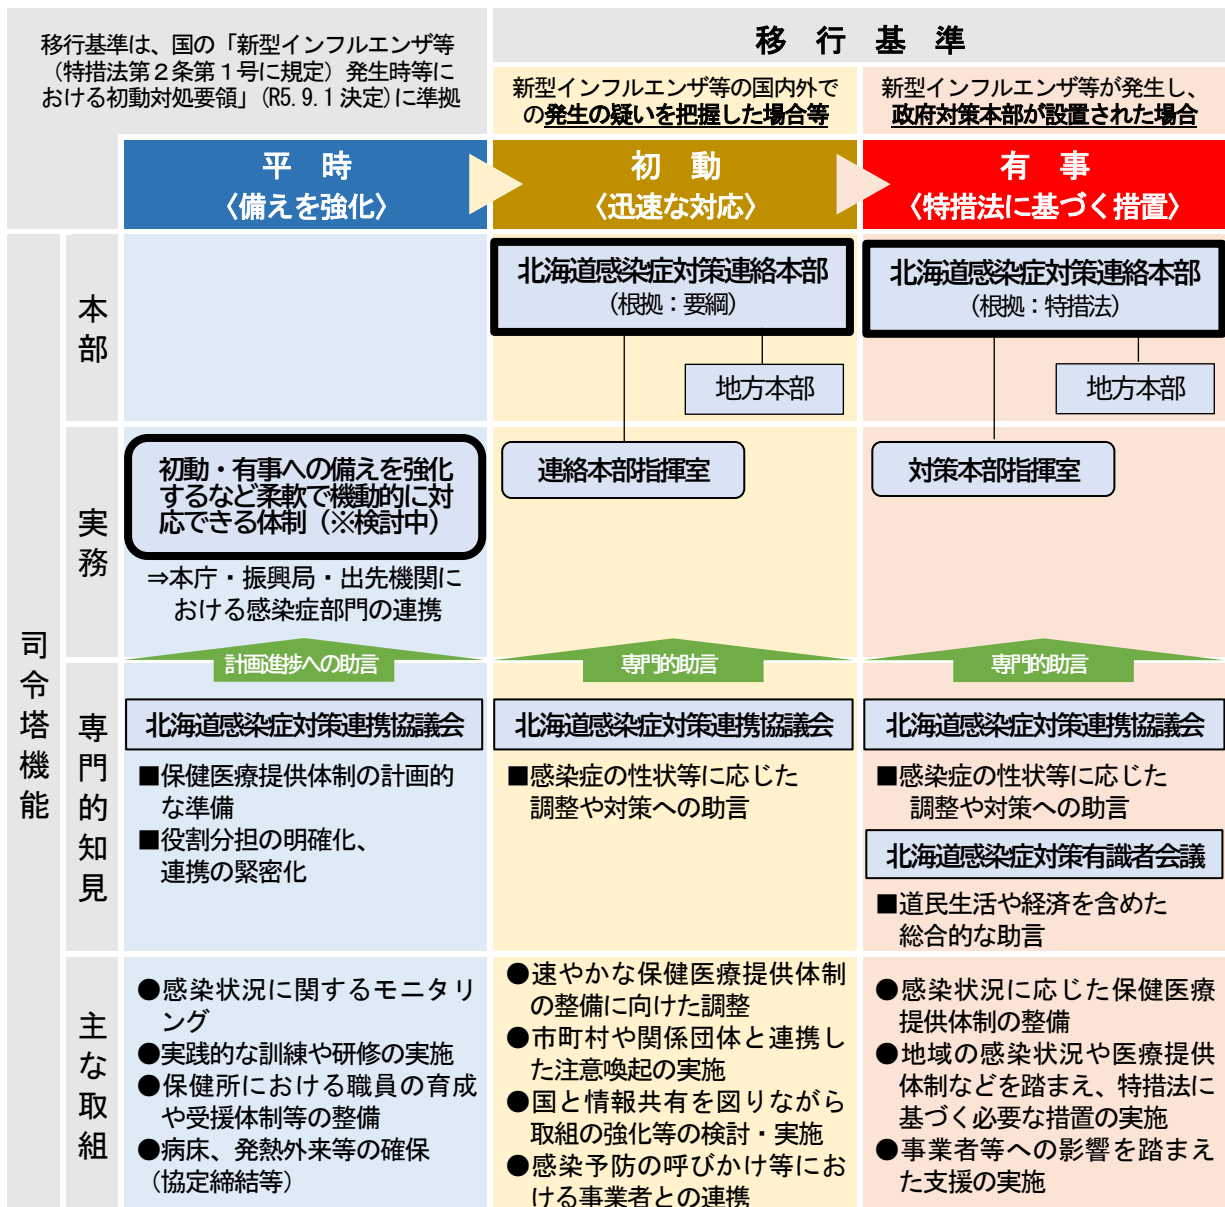 移行基準は、国の「新型インフルエンザ等
（特措法第２条第１号に規定）発生時等に
おける初動対処要領」(R5.9.1決定)に準拠
移行基準
新型インフルエンザ等の国内外で
の発生の疑いを把握した場合等
新型インフルエンザ等が発生し、
政府対策本部が設置された場合
平時
〈備えを強化〉
初動
〈迅速な対応〉
有事
〈特措法に基づく措置〉
司令塔機能
本部
北海道感染症対策連絡本部
（根拠：要綱）
地方本部
北海道感染症対策連絡本部
（根拠：特措法）
地方本部
実務
初動・有事への備えを強化
するなど柔軟で機動的に対
応できる体制（※検討中）
⇒本庁・振興局・出先機関に
おける感染症部門の連携
連絡本部指揮室
対策本部指揮室
計画進捗への助言
専門的助言
専門的助言
専門的知見
北海道感染症対策連携協議会
■保健医療提供体制の計画的
な準備
■役割分担の明確化、
連携の緊密化
北海道感染症対策連携協議会
■感染症の性状等に応じた
調整や対策への助言
北海道感染症対策連携協議会
■感染症の性状等に応じた
調整や対策への助言
北海道感染症対策有識者会議
■道民生活や経済を含めた
総合的な助言
主な取組
●感染状況に関するモニタリ
ング
●実践的な訓練や研修の実施
●保健所における職員の育成
や受援体制等の整備
●病床、発熱外来等の確保
（協定締結等）
●速やかな保健医療提供体制
の整備に向けた調整
●市町村や関係団体と連携し
た注意喚起の実施
●国と情報共有を図りながら
取組の強化等の検討・実施
●感染予防の呼びかけ等にお
ける事業者との連携
●感染状況に応じた保健医療
提供体制の整備
●地域の感染状況や医療提供
体制などを踏まえ、特措法に
基づく必要な措置の実施
●事業者等への影響を踏まえ
た支援の実施